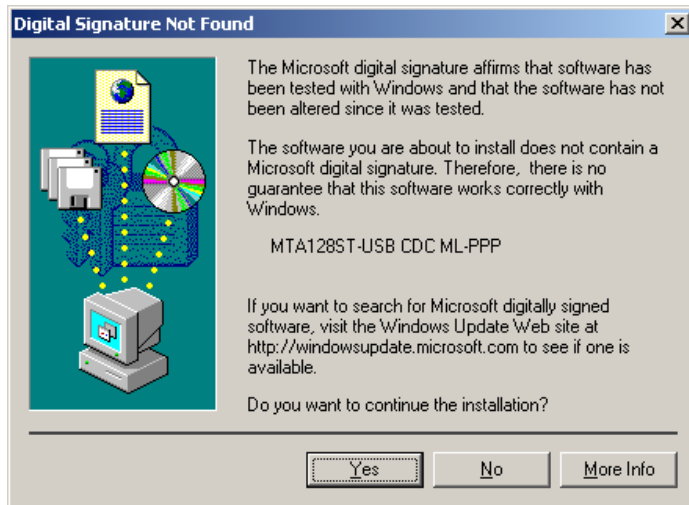 Digital Signature Not Found
The Microsoft digital signature affirms that software has
been tested with Windows and that the software has not
been altered since it was tested.
The software you are about to install does not contain a
Microsoft digital signature. Therefore,  there is no
guarantee that this software works correctly with
Windows.
MTA128ST-USB CDC ML-PPP
If you want to search for Microsoft digitally signed
software, visit the Windows Update Web site at
http://windowsupdate.microsoft.com to see if one is
available.
Do you want to continue the installation?
Yes No More Info